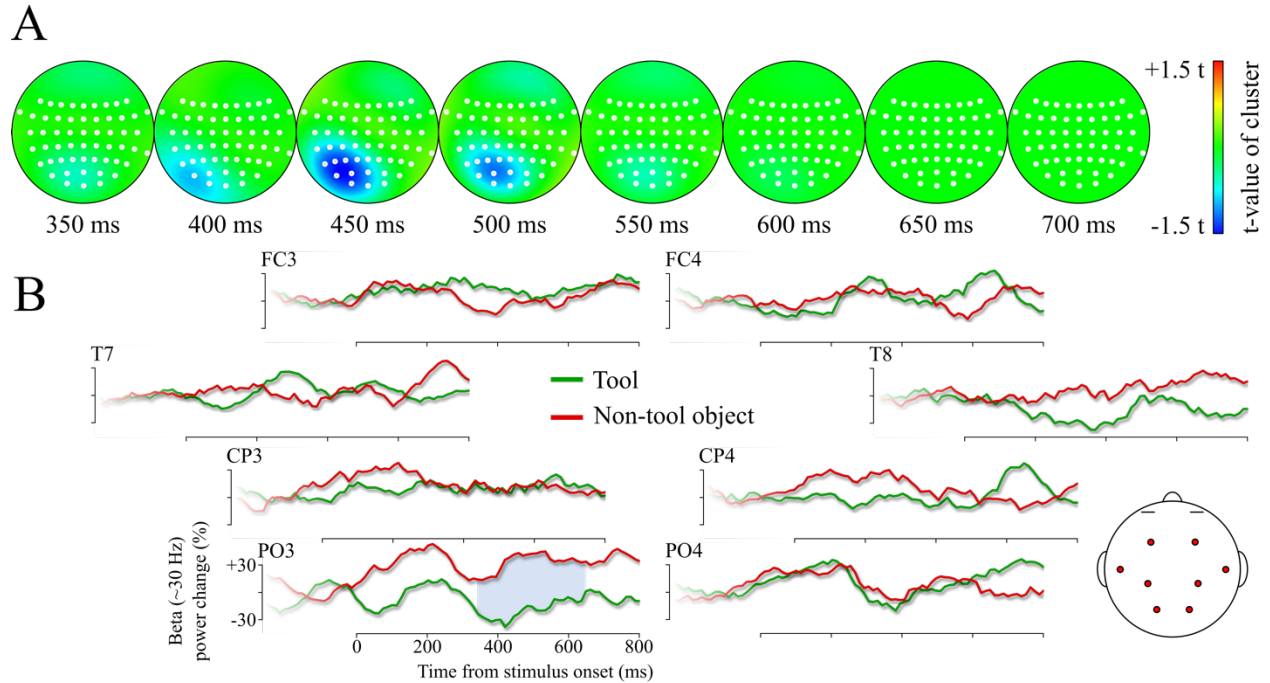 A
+1.5 t
-1.5 t
t-value of cluster
350 ms
400 ms
450 ms
500 ms
550 ms
600 ms
650 ms
700 ms
B
FC3
FC4
T7
T8
Tool
Non-tool object
CP3
CP4
PO3
PO4
Beta (~30 Hz)
power change (%)
+30
-30
0
200
400
600
800
Time from stimulus onset (ms)